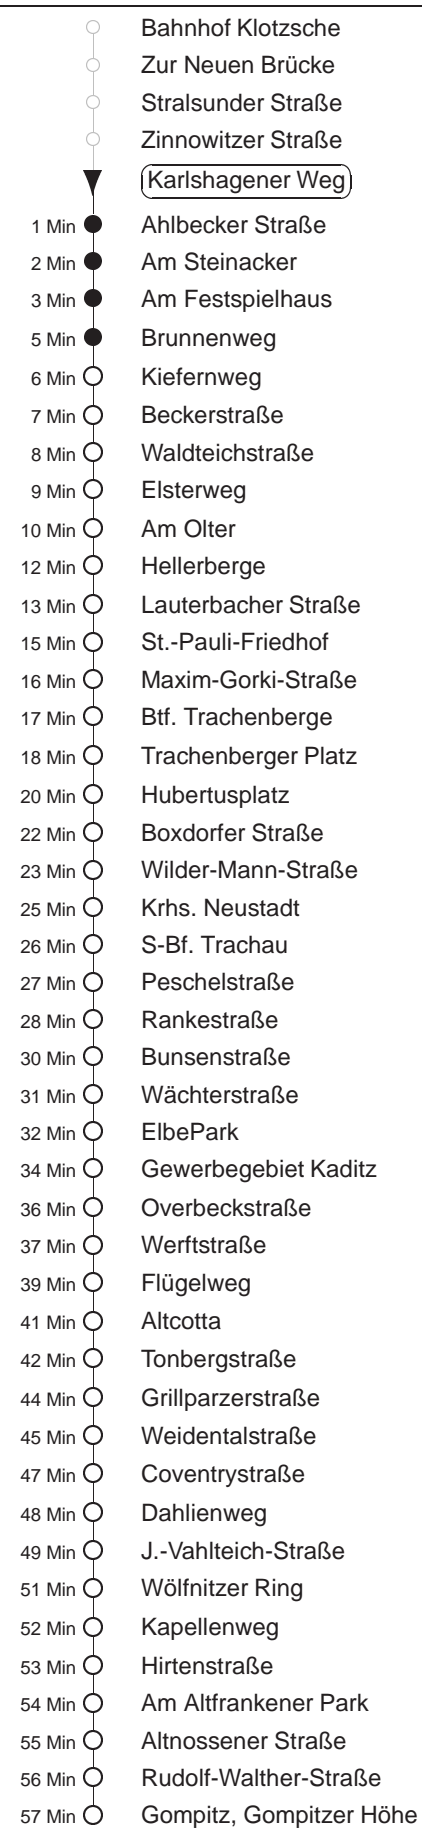 Bahnhof Klotzsche
Zur Neuen Brücke
Stralsunder Straße
Zinnowitzer Straße
Karlshagener Weg
1 Min Ahlbecker Straße
2 Min Am Steinacker
3 Min Am Festspielhaus
5 Min Brunnenweg
6 Min Kiefernweg
7 Min Beckerstraße
8 Min Waldteichstraße
9 Min Elsterweg
10 Min Am Olter
12 Min Hellerberge
13 Min Lauterbacher Straße
15 Min St.-Pauli-Friedhof
16 Min Maxim-Gorki-Straße
17 Min Btf. Trachenberge
18 Min Trachenberger Platz
20 Min Hubertusplatz
22 Min Boxdorfer Straße
23 Min Wilder-Mann-Straße
25 Min Krhs. Neustadt
26 Min S-Bf. Trachau
27 Min Peschelstraße
28 Min Rankestraße
30 Min Bunsenstraße
31 Min Wächterstraße
32 Min ElbePark
34 Min Gewerbegebiet Kaditz
36 Min Overbeckstraße
37 Min Werftstraße
39 Min Flügelweg
41 Min Altcotta
42 Min Tonbergstraße
44 Min Grillparzerstraße
45 Min Weidentalstraße
47 Min Coventrystraße
48 Min Dahlienweg
49 Min J.-Vahlteich-Straße
51 Min Wölfnitzer Ring
52 Min Kapellenweg
53 Min Hirtenstraße
54 Min Am Altfrankener Park
55 Min Altnossener Straße
56 Min Rudolf-Walther-Straße
57 Min Gompitz, Gompitzer Höhe